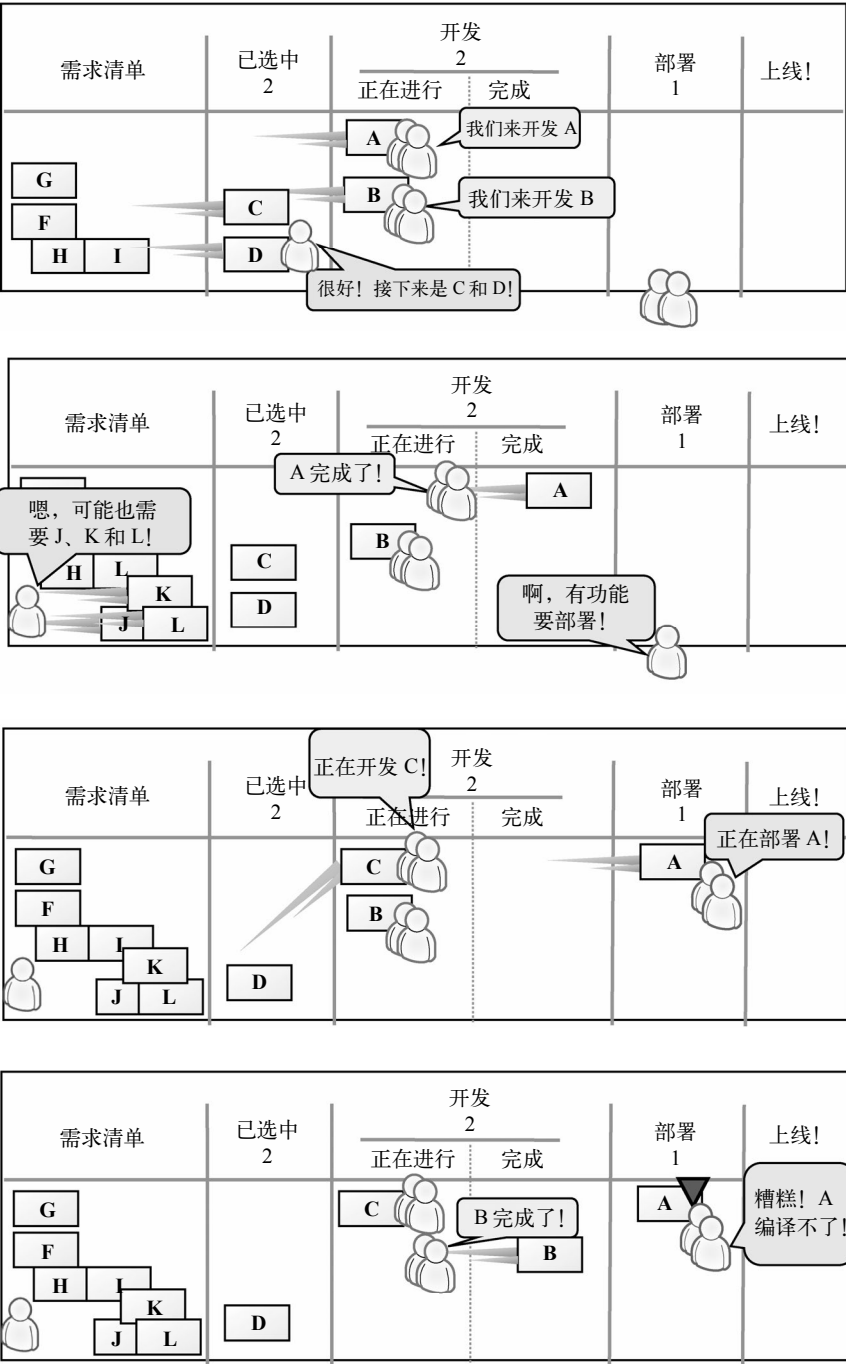 开发
需求清单
已选中
2
2
部署
1
上线！
正在进行
完成
A
我们来开发 A
G
B
我们来开发 B
C
F
H
I
D
很好！接下来是 C 和 D！
开发
需求清单
已选中
2
2
部署
1
上线！
正在进行
完成
A 完成了！
A
嗯，可能也需
要 J、K 和 L！
B
H
L
C
K
D
J
L
啊，有功能
要部署！
正在开发 C！
开发
需求清单
已选中
2
2
部署
1
上线！
正在进行
完成
正在部署 A！
G
C
A
F
B
H
I
K
D
J
L
开发
需求清单
已选中
2
2
部署
1
上线！
正在进行
完成
G
C
A
糟糕！A
编译不了！
B 完成了！
F
B
H
I
K
D
J
L